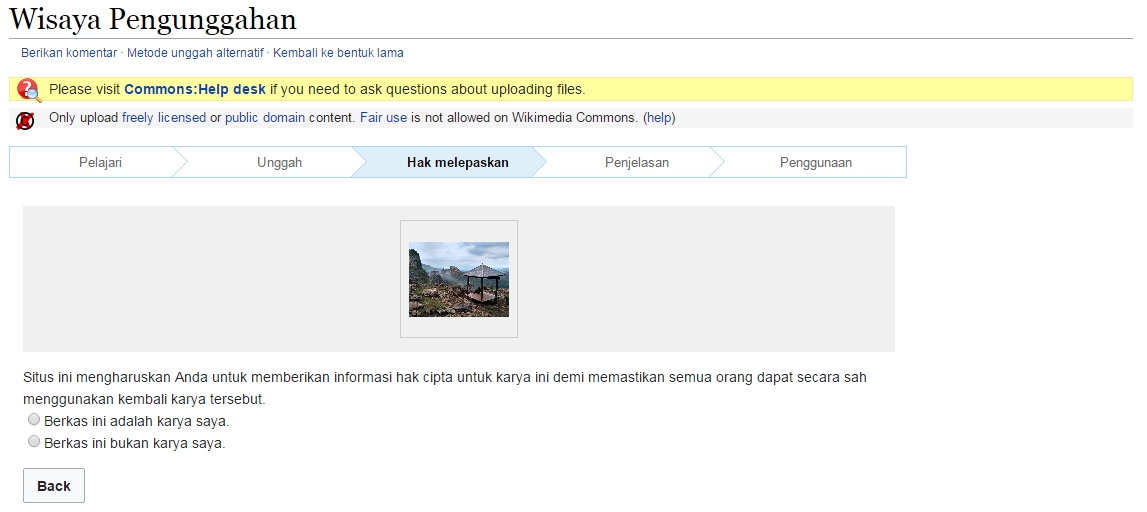 Wisaya Pengunggahan
Berikan komentar · Metode unggah alternatif · Kembali ke bentuk lama
Please visit Commons:Help desk if you need to ask questions about uploading files.
Only upload freely licensed or public domain content. Fair use is not allowed on Wikimedia Commons. (help)
Pelajari Unggah Hak melepaskan Penjelasan Penggunaan
Situs ini mengharuskan Anda untuk memberikan informasi hak cipta untuk karya ini demi memastikan semua orang dapat secara sah
menggunakan kembali karya tersebut.
Berkas ini adalah karya saya.
Berkas ini bukan karya saya.
Back